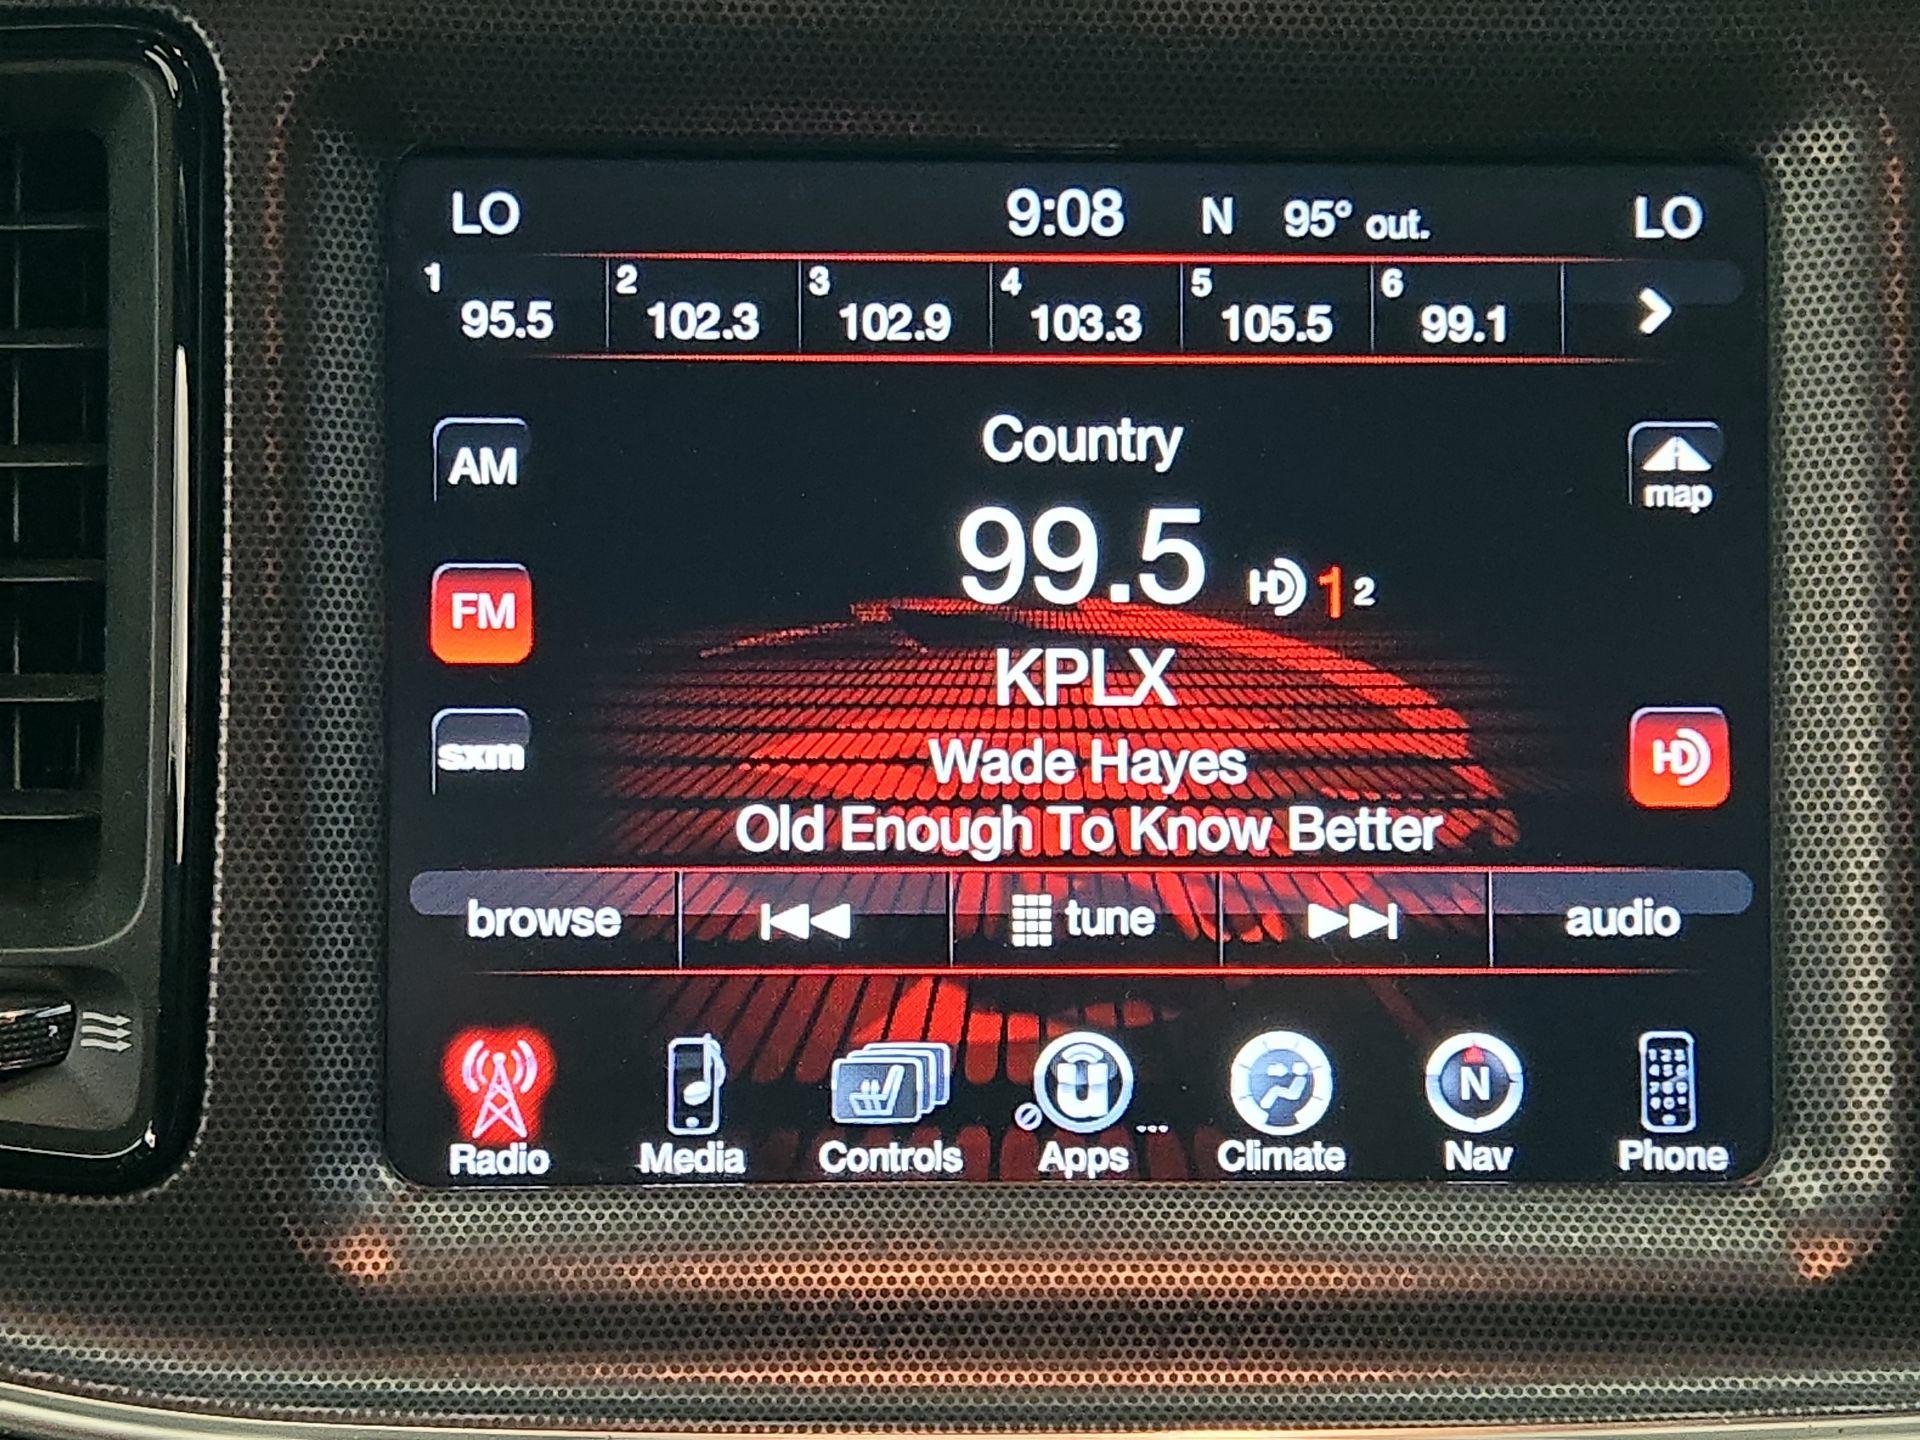 LO 9:08 N 95° out. LO
1 95.5 2 102.3 3 102.9 4 103.3 5 105.5 6 99.1
AM
Country
map
99.5 HD 1 2
FM
KPLX
sxm
Wade Hayes
HD
Old Enough To Know Better
browse tune audio
N
Radio Media Controls Apps ... Climate Nav Phone